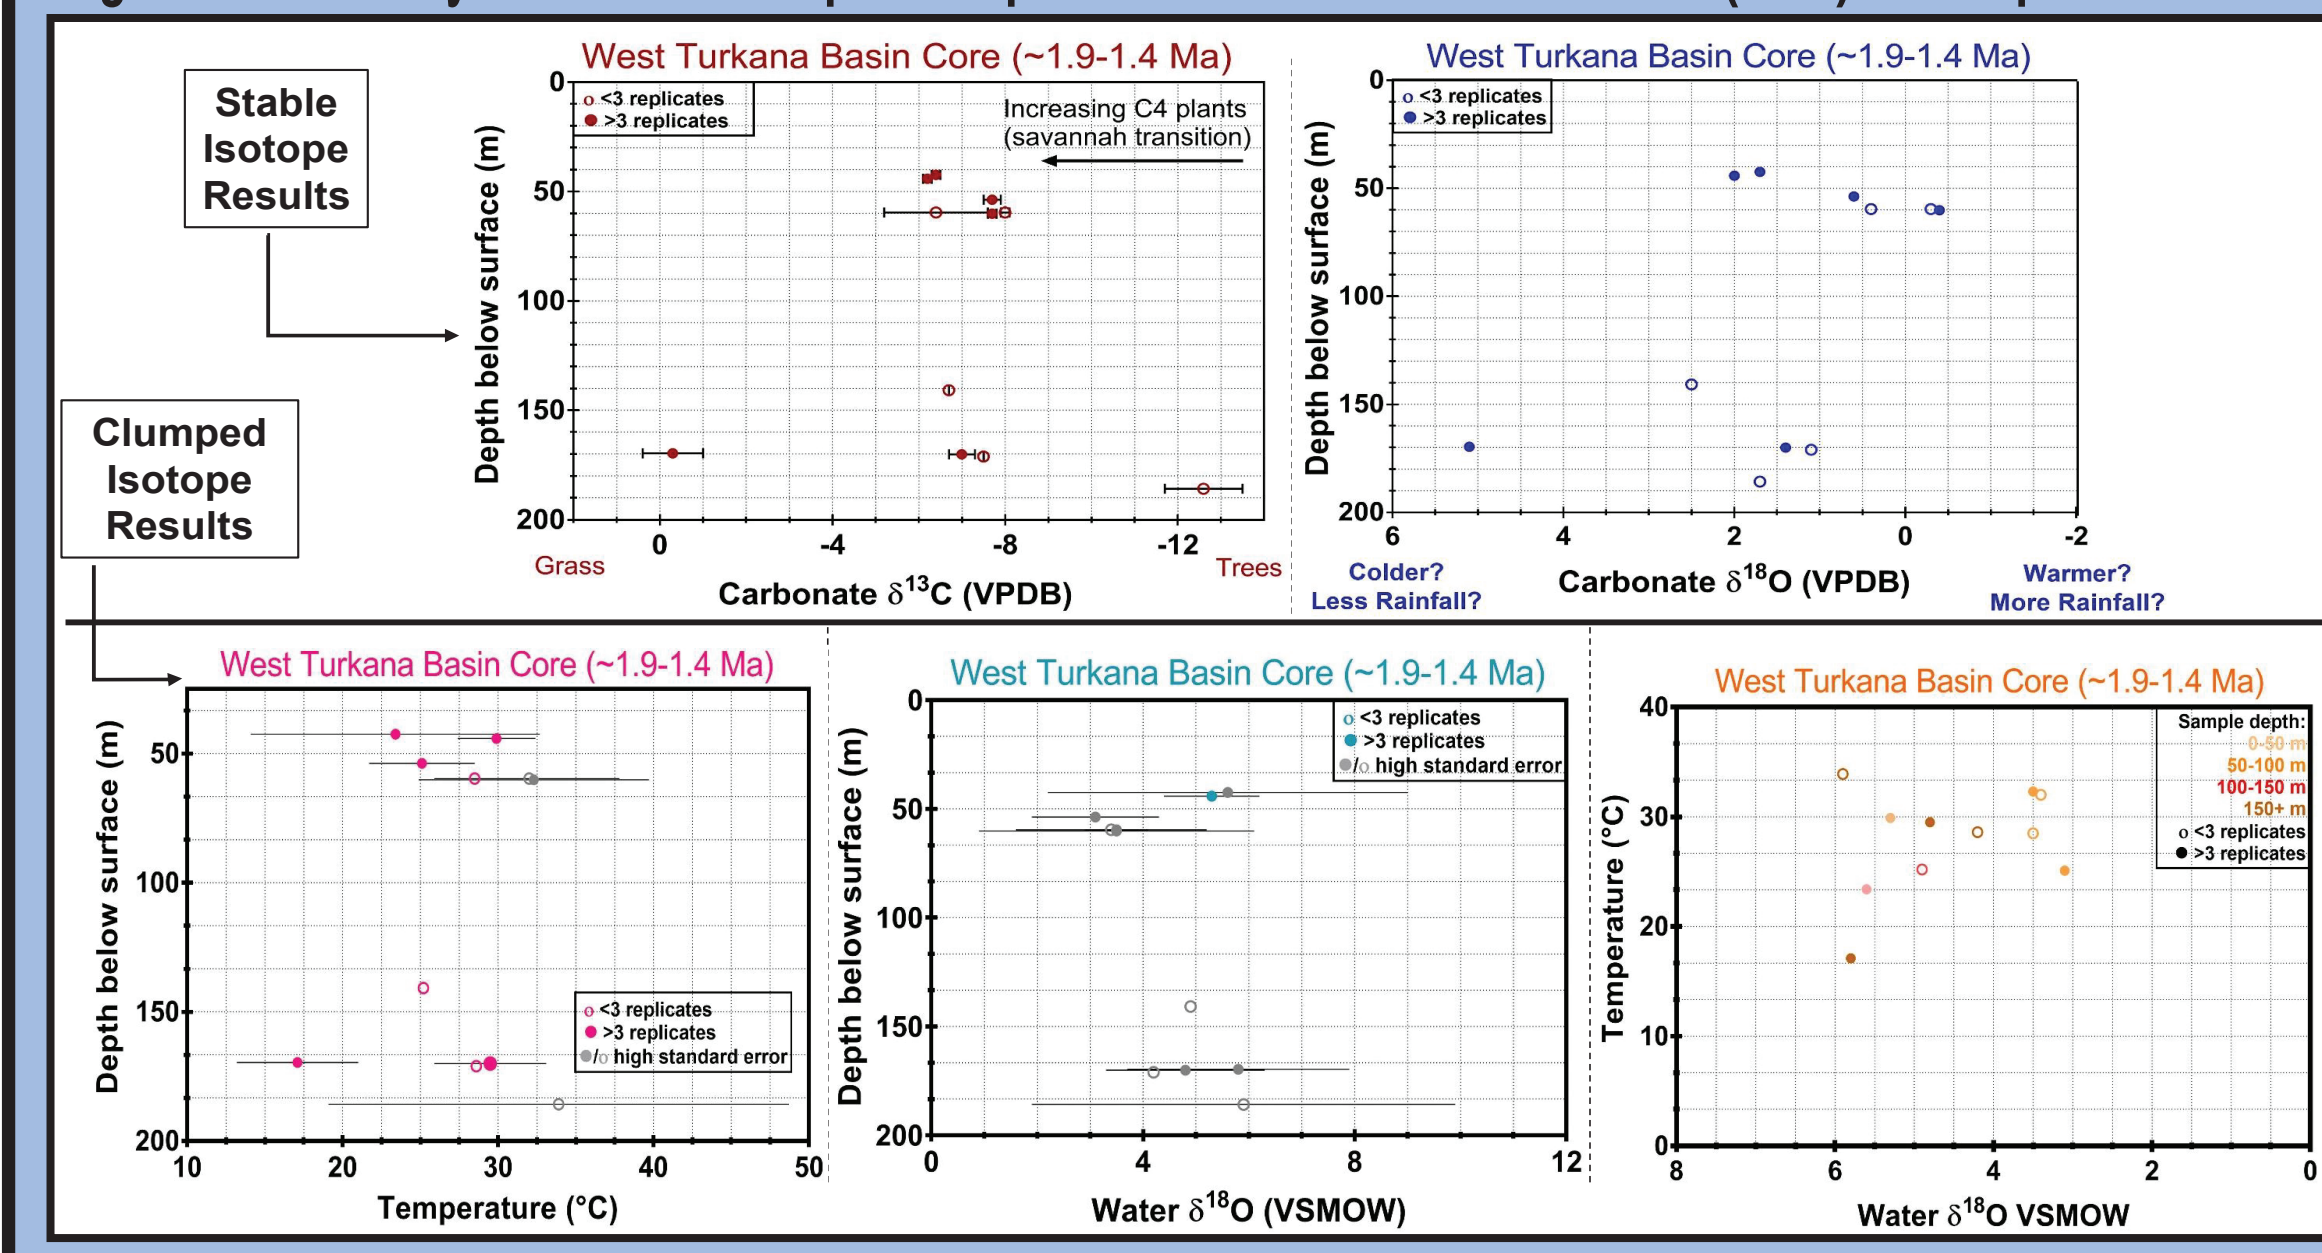 Stable
Isotope
Results
West Turkana Basin Core (~1.9-1.4 Ma)
o <3 replicates
● >3 replicates
Increasing C4 plants
(savannah transition)
Depth below surface (m)
0
50
100
150
200
0
-4
-8
-12
Grass
Trees
Carbonate δ¹³C (VPDB)
West Turkana Basin Core (~1.9-1.4 Ma)
o <3 replicates
● >3 replicates
Depth below surface (m)
0
50
100
150
200
6
4
2
0
-2
Colder?
Less Rainfall?
Carbonate δ¹⁸O (VPDB)
Warmer?
More Rainfall?
Clumped
Isotope
Results
West Turkana Basin Core (~1.9-1.4 Ma)
Depth below surface (m)
50
100
150
200
o <3 replicates
● >3 replicates
●/o high standard error
10
20
30
40
50
Temperature (°C)
West Turkana Basin Core (~1.9-1.4 Ma)
o <3 replicates
● >3 replicates
●/o high standard error
Depth below surface (m)
0
50
100
150
200
0
4
8
12
Water δ¹⁸O (VSMOW)
West Turkana Basin Core (~1.9-1.4 Ma)
Sample depth:
0-50 m
50-100 m
100-150 m
150+ m
o <3 replicates
● >3 replicates
Temperature (°C)
40
30
20
10
0
8
6
4
2
0
Water δ¹⁸O VSMOW